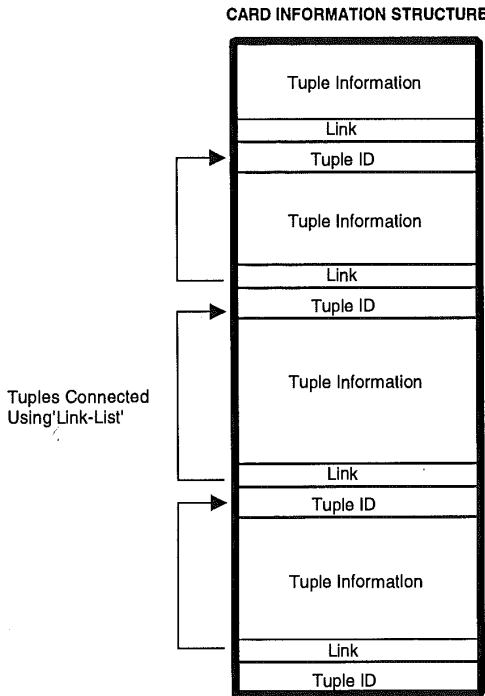 CARD INFORMATION STRUCTURE
Tuple Information
Link
Tuple ID
Tuple Information
Link
Tuple ID
Tuple Information
Link
Tuple ID
Tuple Information
Link
Tuple ID
Tuples Connected
Using'Link-List'